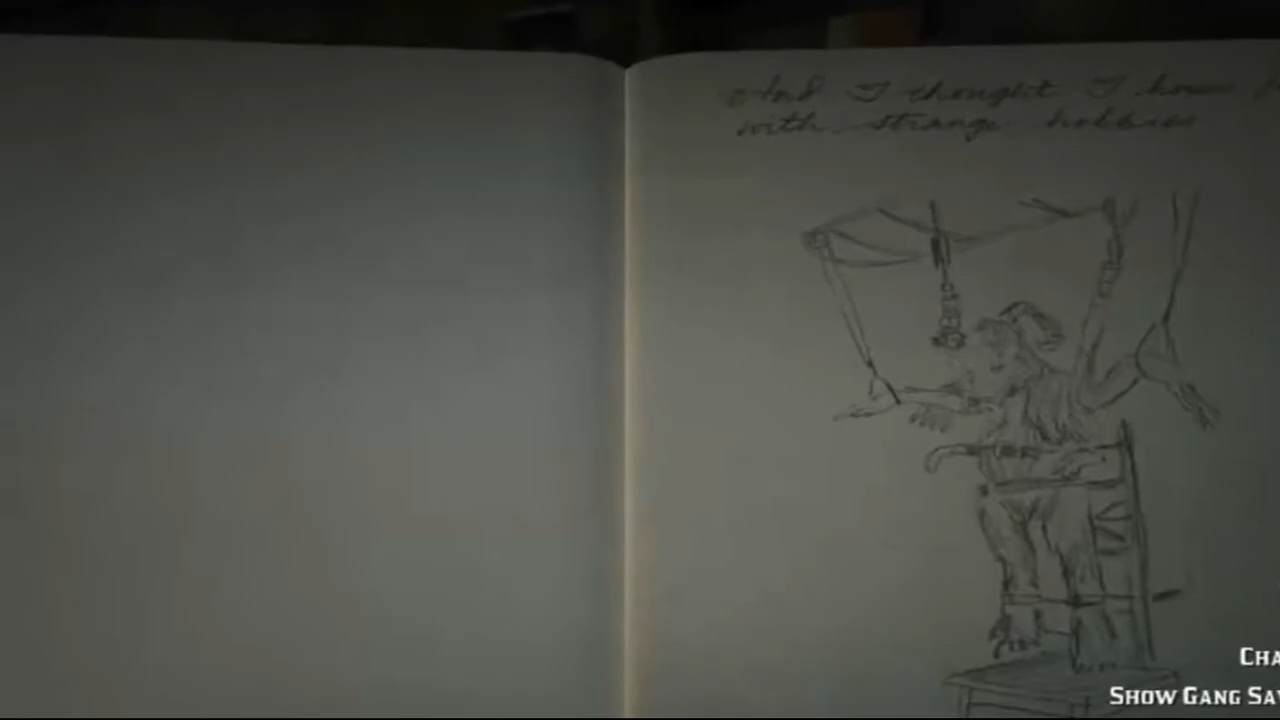 And I thought I knew
with strange hobbies
CHA
SHOW GANG SA